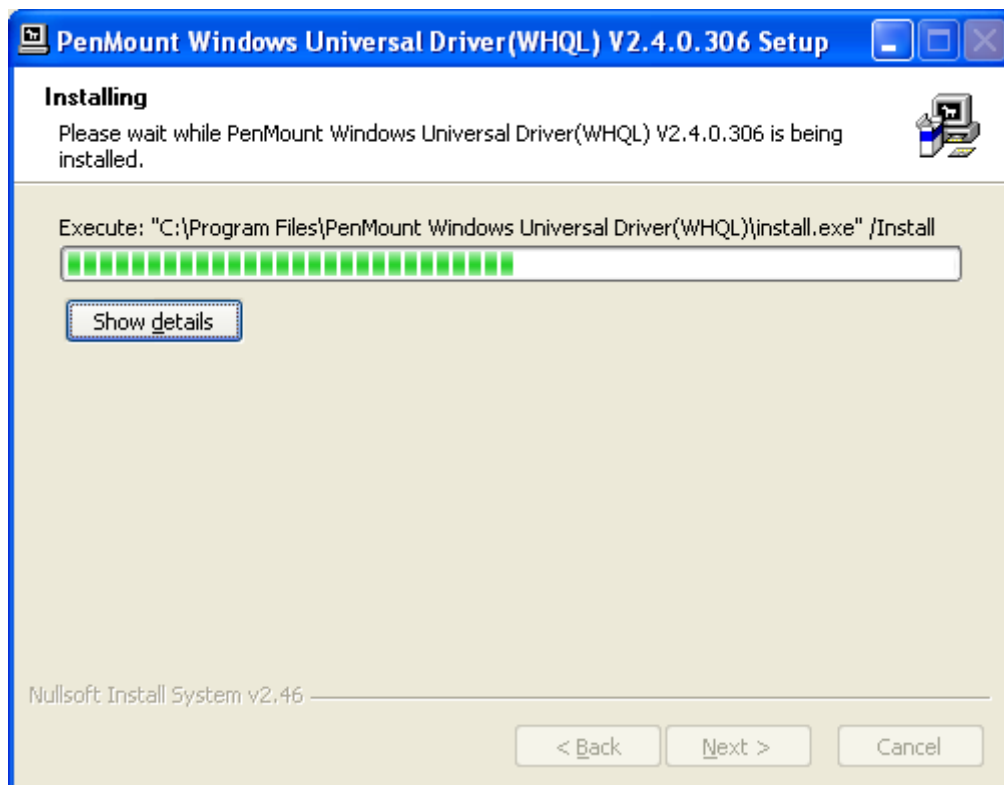 PenMount Windows Universal Driver(WHQL) V2.4.0.306 Setup
Installing
Please wait while PenMount Windows Universal Driver(WHQL) V2.4.0.306 is being
installed.
Execute: "C:\Program Files\PenMount Windows Universal Driver(WHQL)\install.exe" /Install
Show details
Nullsoft Install System v2.46
< Back Next > Cancel